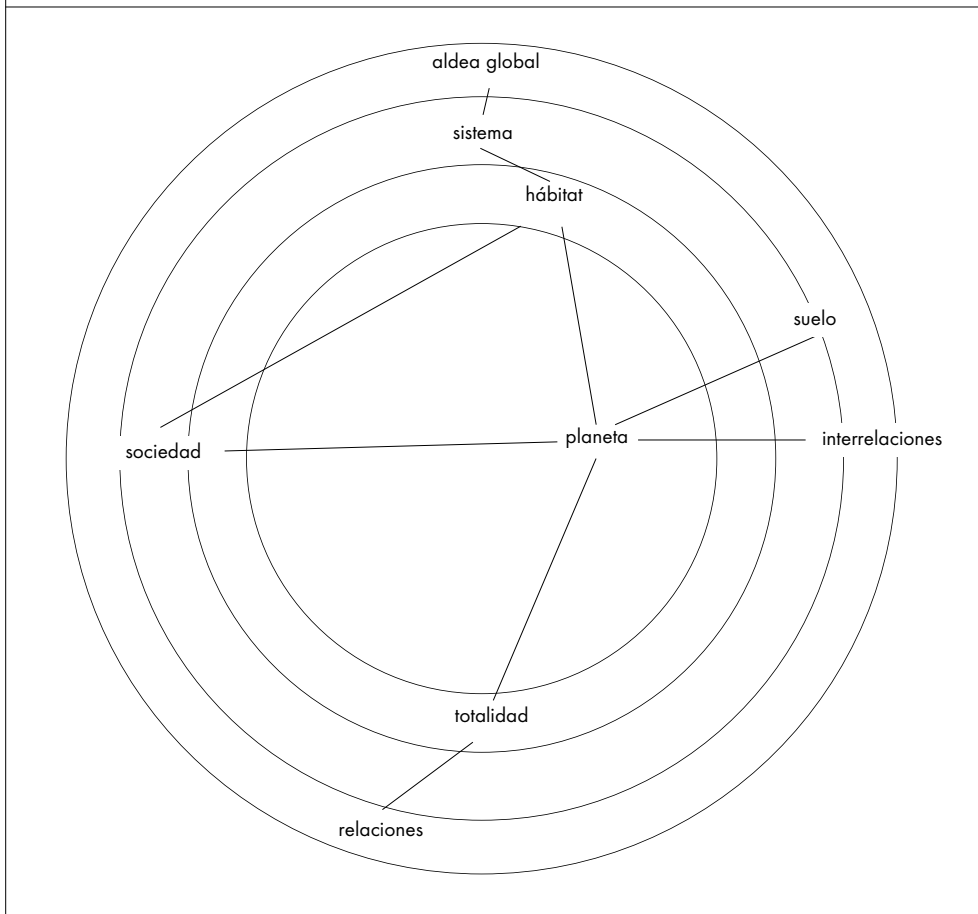 aldea global
sistema
hábitat
suelo
planeta
interrelaciones
sociedad
totalidad
relaciones